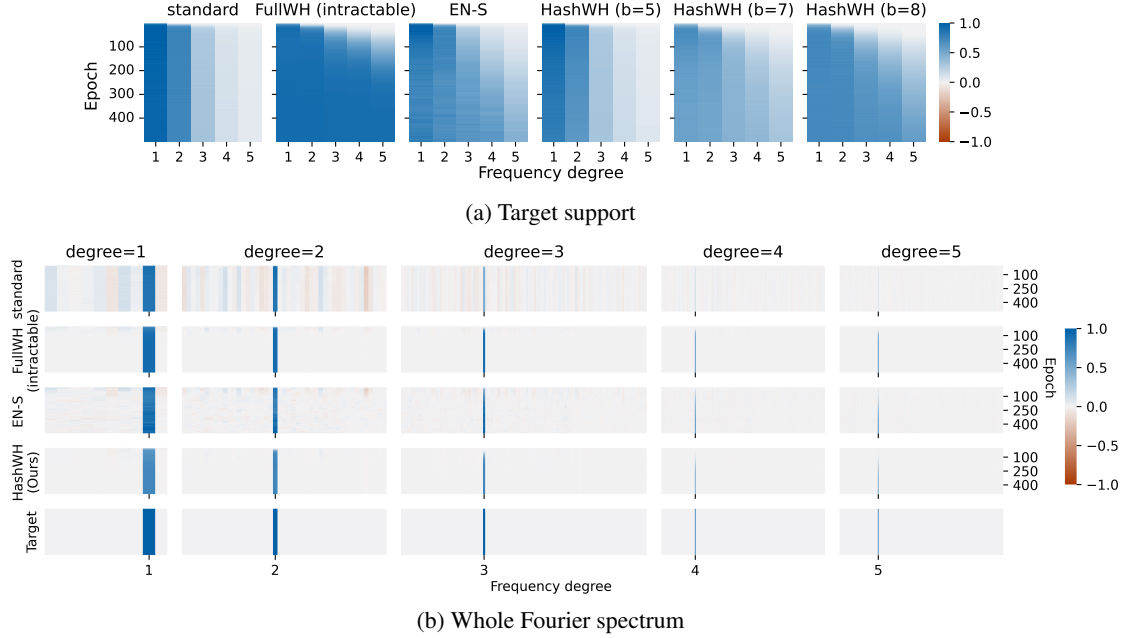 standard FullWH (intractable) EN-S HashWH (b=5) HashWH (b=7) HashWH (b=8)
1.0
0.5
0.0
−0.5
−1.0
100
200
300
400
Epoch
1 2 3 4 5 1 2 3 4 5 1 2 3 4 5 1 2 3 4 5 1 2 3 4 5 1 2 3 4 5
Frequency degree
(a) Target support
degree=1 degree=2 degree=3 degree=4 degree=5
standard
100
250
400
FullWH
(intractable)
100
250
400
EN-S
100
250
400
HashWH
(Ours)
100
250
400
Target
Epoch
1.0
0.5
0.0
−0.5
−1.0
1 2 3 4 5
Frequency degree
(b) Whole Fourier spectrum